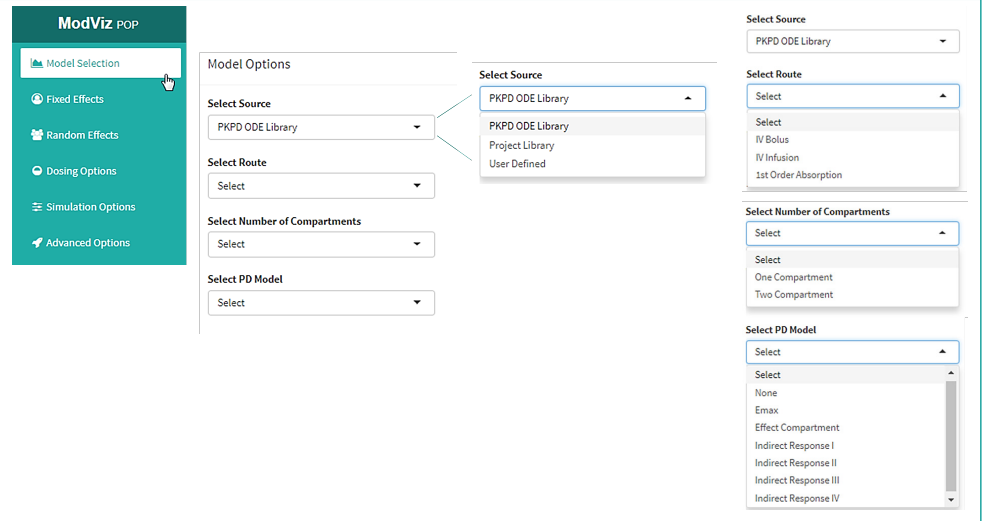 ModViz POP
Model Selection
Fixed Effects
Random Effects
Dosing Options
Simulation Options
Advanced Options
Model Options
Select Source
PKPD ODE Library
Select Route
Select
Select Number of Compartments
Select
Select PD Model
Select
Select Source
PKPD ODE Library
PKPD ODE Library
Project Library
User Defined
Select Source
PKPD ODE Library
Select Route
Select
Select
IV Bolus
IV Infusion
1st Order Absorption
Select Number of Compartments
Select
Select
One Compartment
Two Compartment
Select PD Model
Select
Select
None
Emax
Effect Compartment
Indirect Response I
Indirect Response II
Indirect Response III
Indirect Response IV